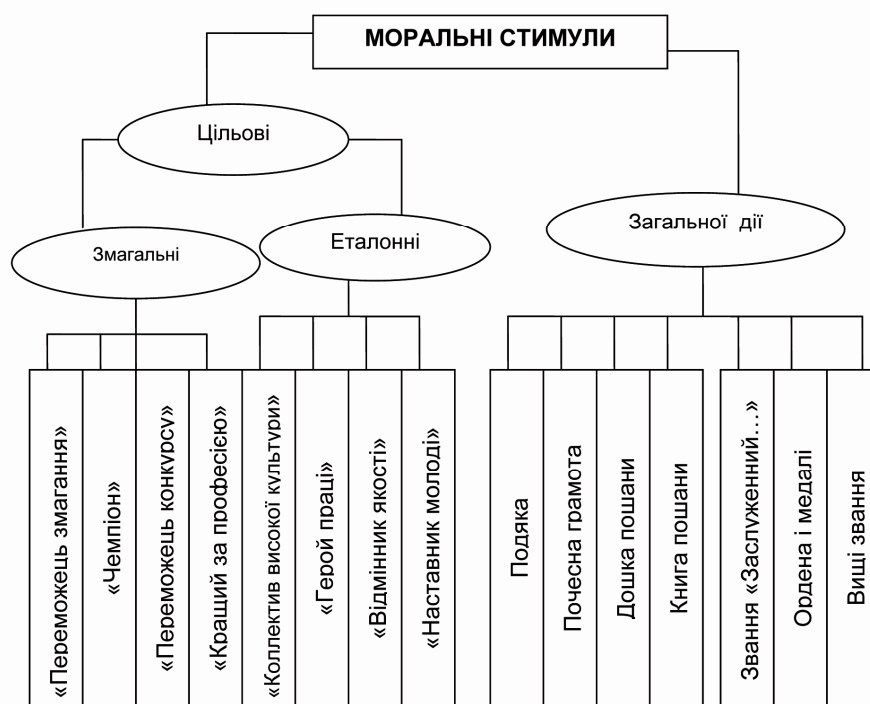 МОРАЛЬНІ СТИМУЛИ
Цільові
Загальної дії
Змагальні
Еталонні
«Переможець змагання»
«Чемпіон»
«Переможець конкурсу»
«Кращий за професією»
«Коллектив високої культури»
«Герой праці»
«Відмінник якості»
«Наставник молоді»
Подяка
Почесна грамота
Дошка пошани
Книга пошани
Звання «Заслуженний…»
Ордена і медалі
Вищі звання